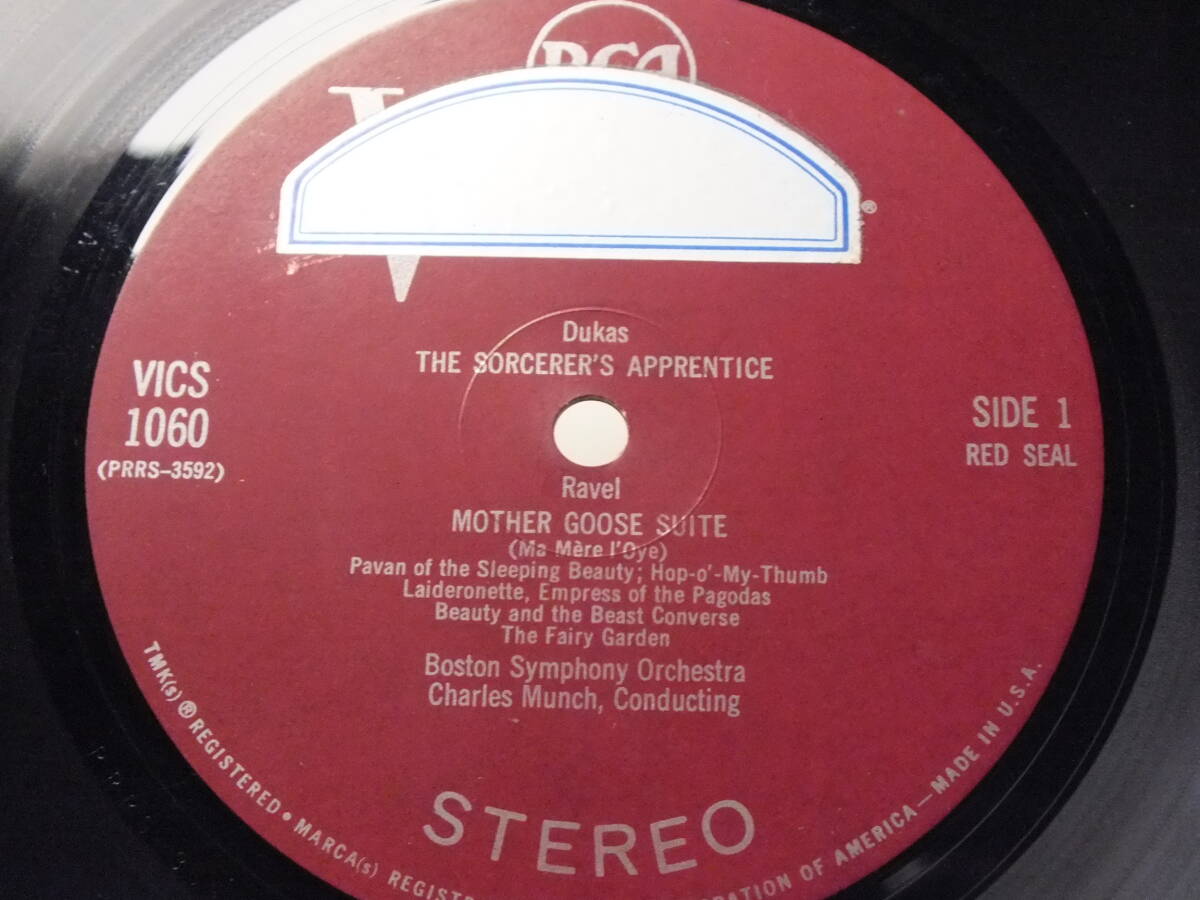 RCA
V
®
Dukas
THE SORCERER'S APPRENTICE
VICS
1060
(PRRS-3592)
SIDE 1
RED SEAL
Ravel
MOTHER GOOSE SUITE
(Ma Mère l'Oye)
Pavan of the Sleeping Beauty; Hop-o'-My-Thumb
Laideronette, Empress of the Pagodas
Beauty and the Beast Converse
The Fairy Garden
Boston Symphony Orchestra
Charles Munch, Conducting
STEREO
TMK(s) ® REGISTERED • MARCA(s) OF AMERICA—MADE IN U.S.A.